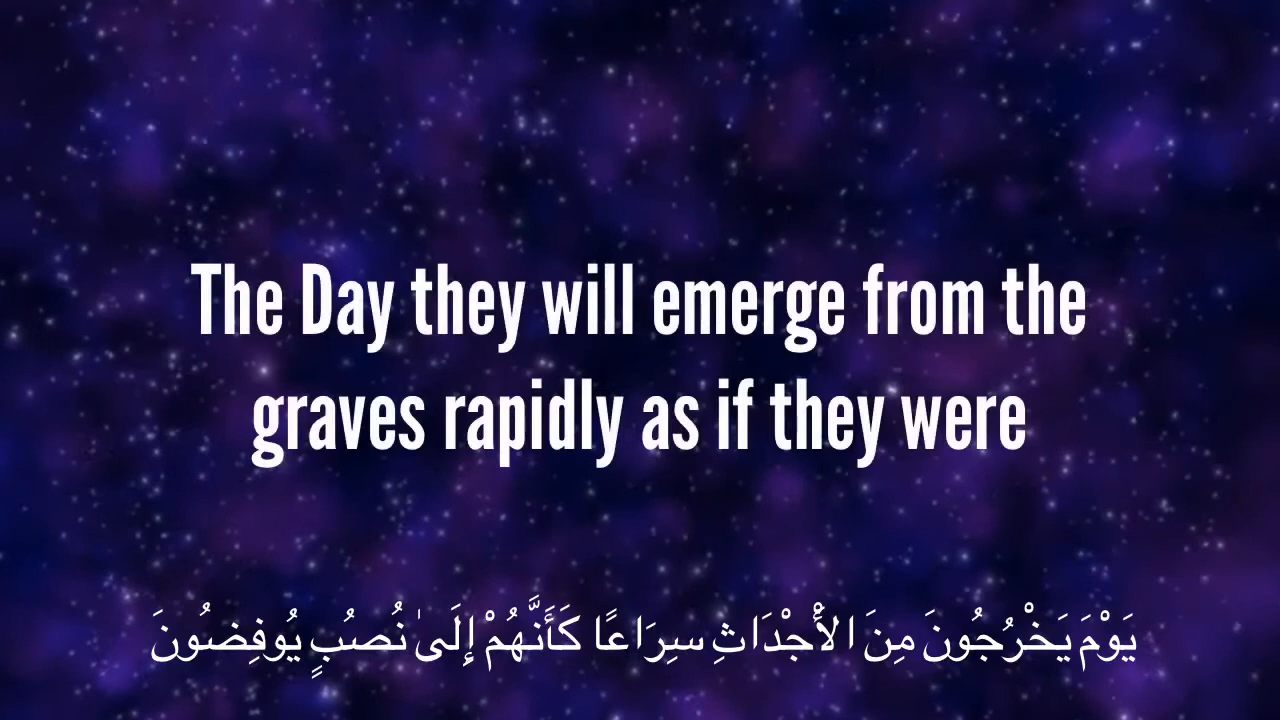 The Day they will emerge from the
graves rapidly as if they were
يَوْمَ يَخْرُجُونَ مِنَ الْأَجْدَاثِ سِرَاعًا كَأَنَّهُمْ إِلَىٰ نُصُبٍ يُوفِضُونَ